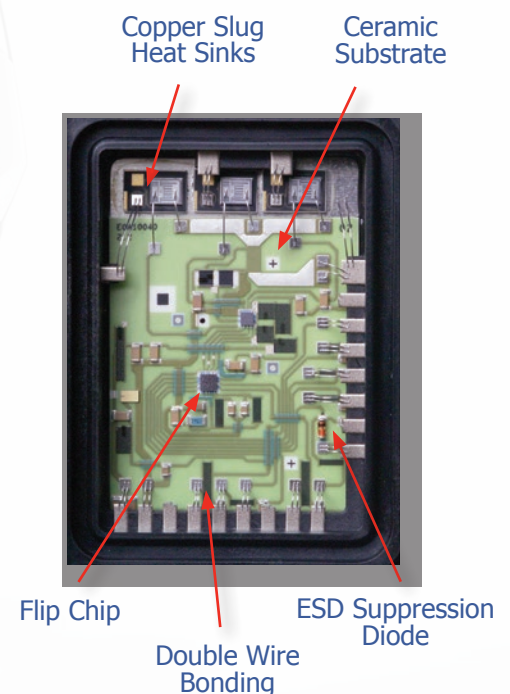 Copper Slug
Heat Sinks
Ceramic
Substrate
Flip Chip
ESD Suppression
Diode
Double Wire
Bonding